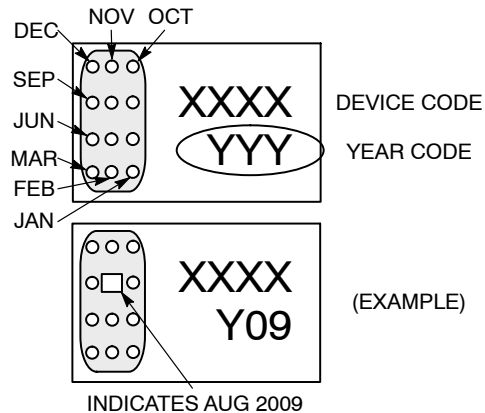 NOV OCT
DEC
SEP
XXXX DEVICE CODE
JUN
YYY YEAR CODE
MAR
FEB
JAN
XXXX
(EXAMPLE)
Y09
INDICATES AUG 2009